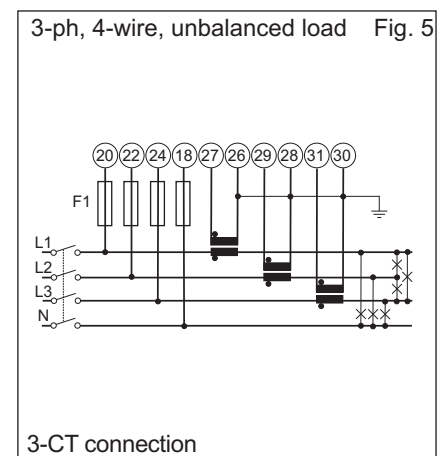 3-ph, 4-wire, unbalanced load Fig. 5
20 22 24 18 27 26 29 28 31 30
F1
L1
L2
L3
N
3-CT connection